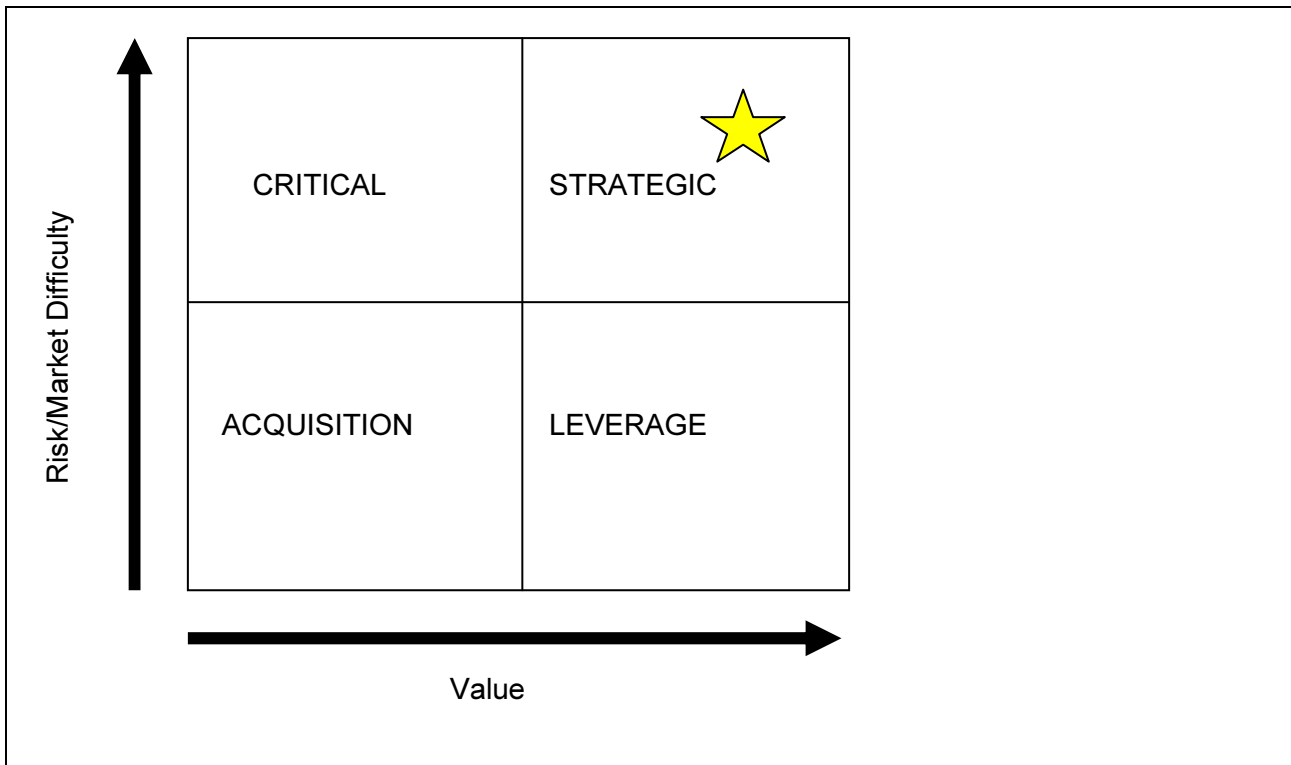 Risk/Market Difficulty
CRITICAL
STRATEGIC
ACQUISITION
LEVERAGE
Value